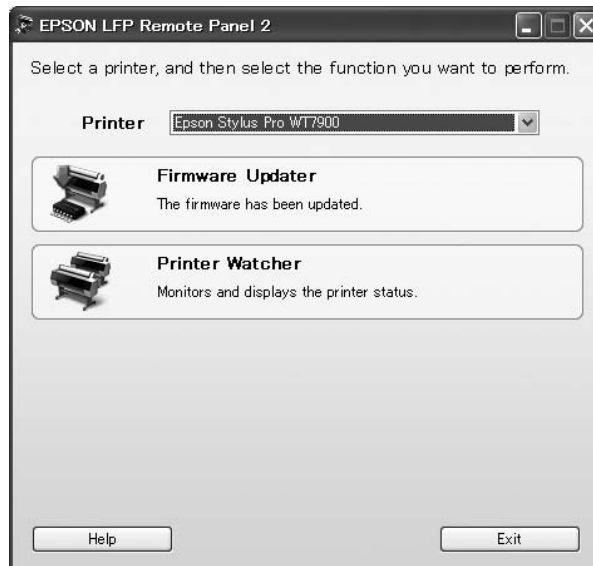 EPSON LFP Remote Panel 2
Select a printer, and then select the function you want to perform.
Printer Epson Stylus Pro WT7900
Firmware Updater
The firmware has been updated.
Printer Watcher
Monitors and displays the printer status.
Help Exit